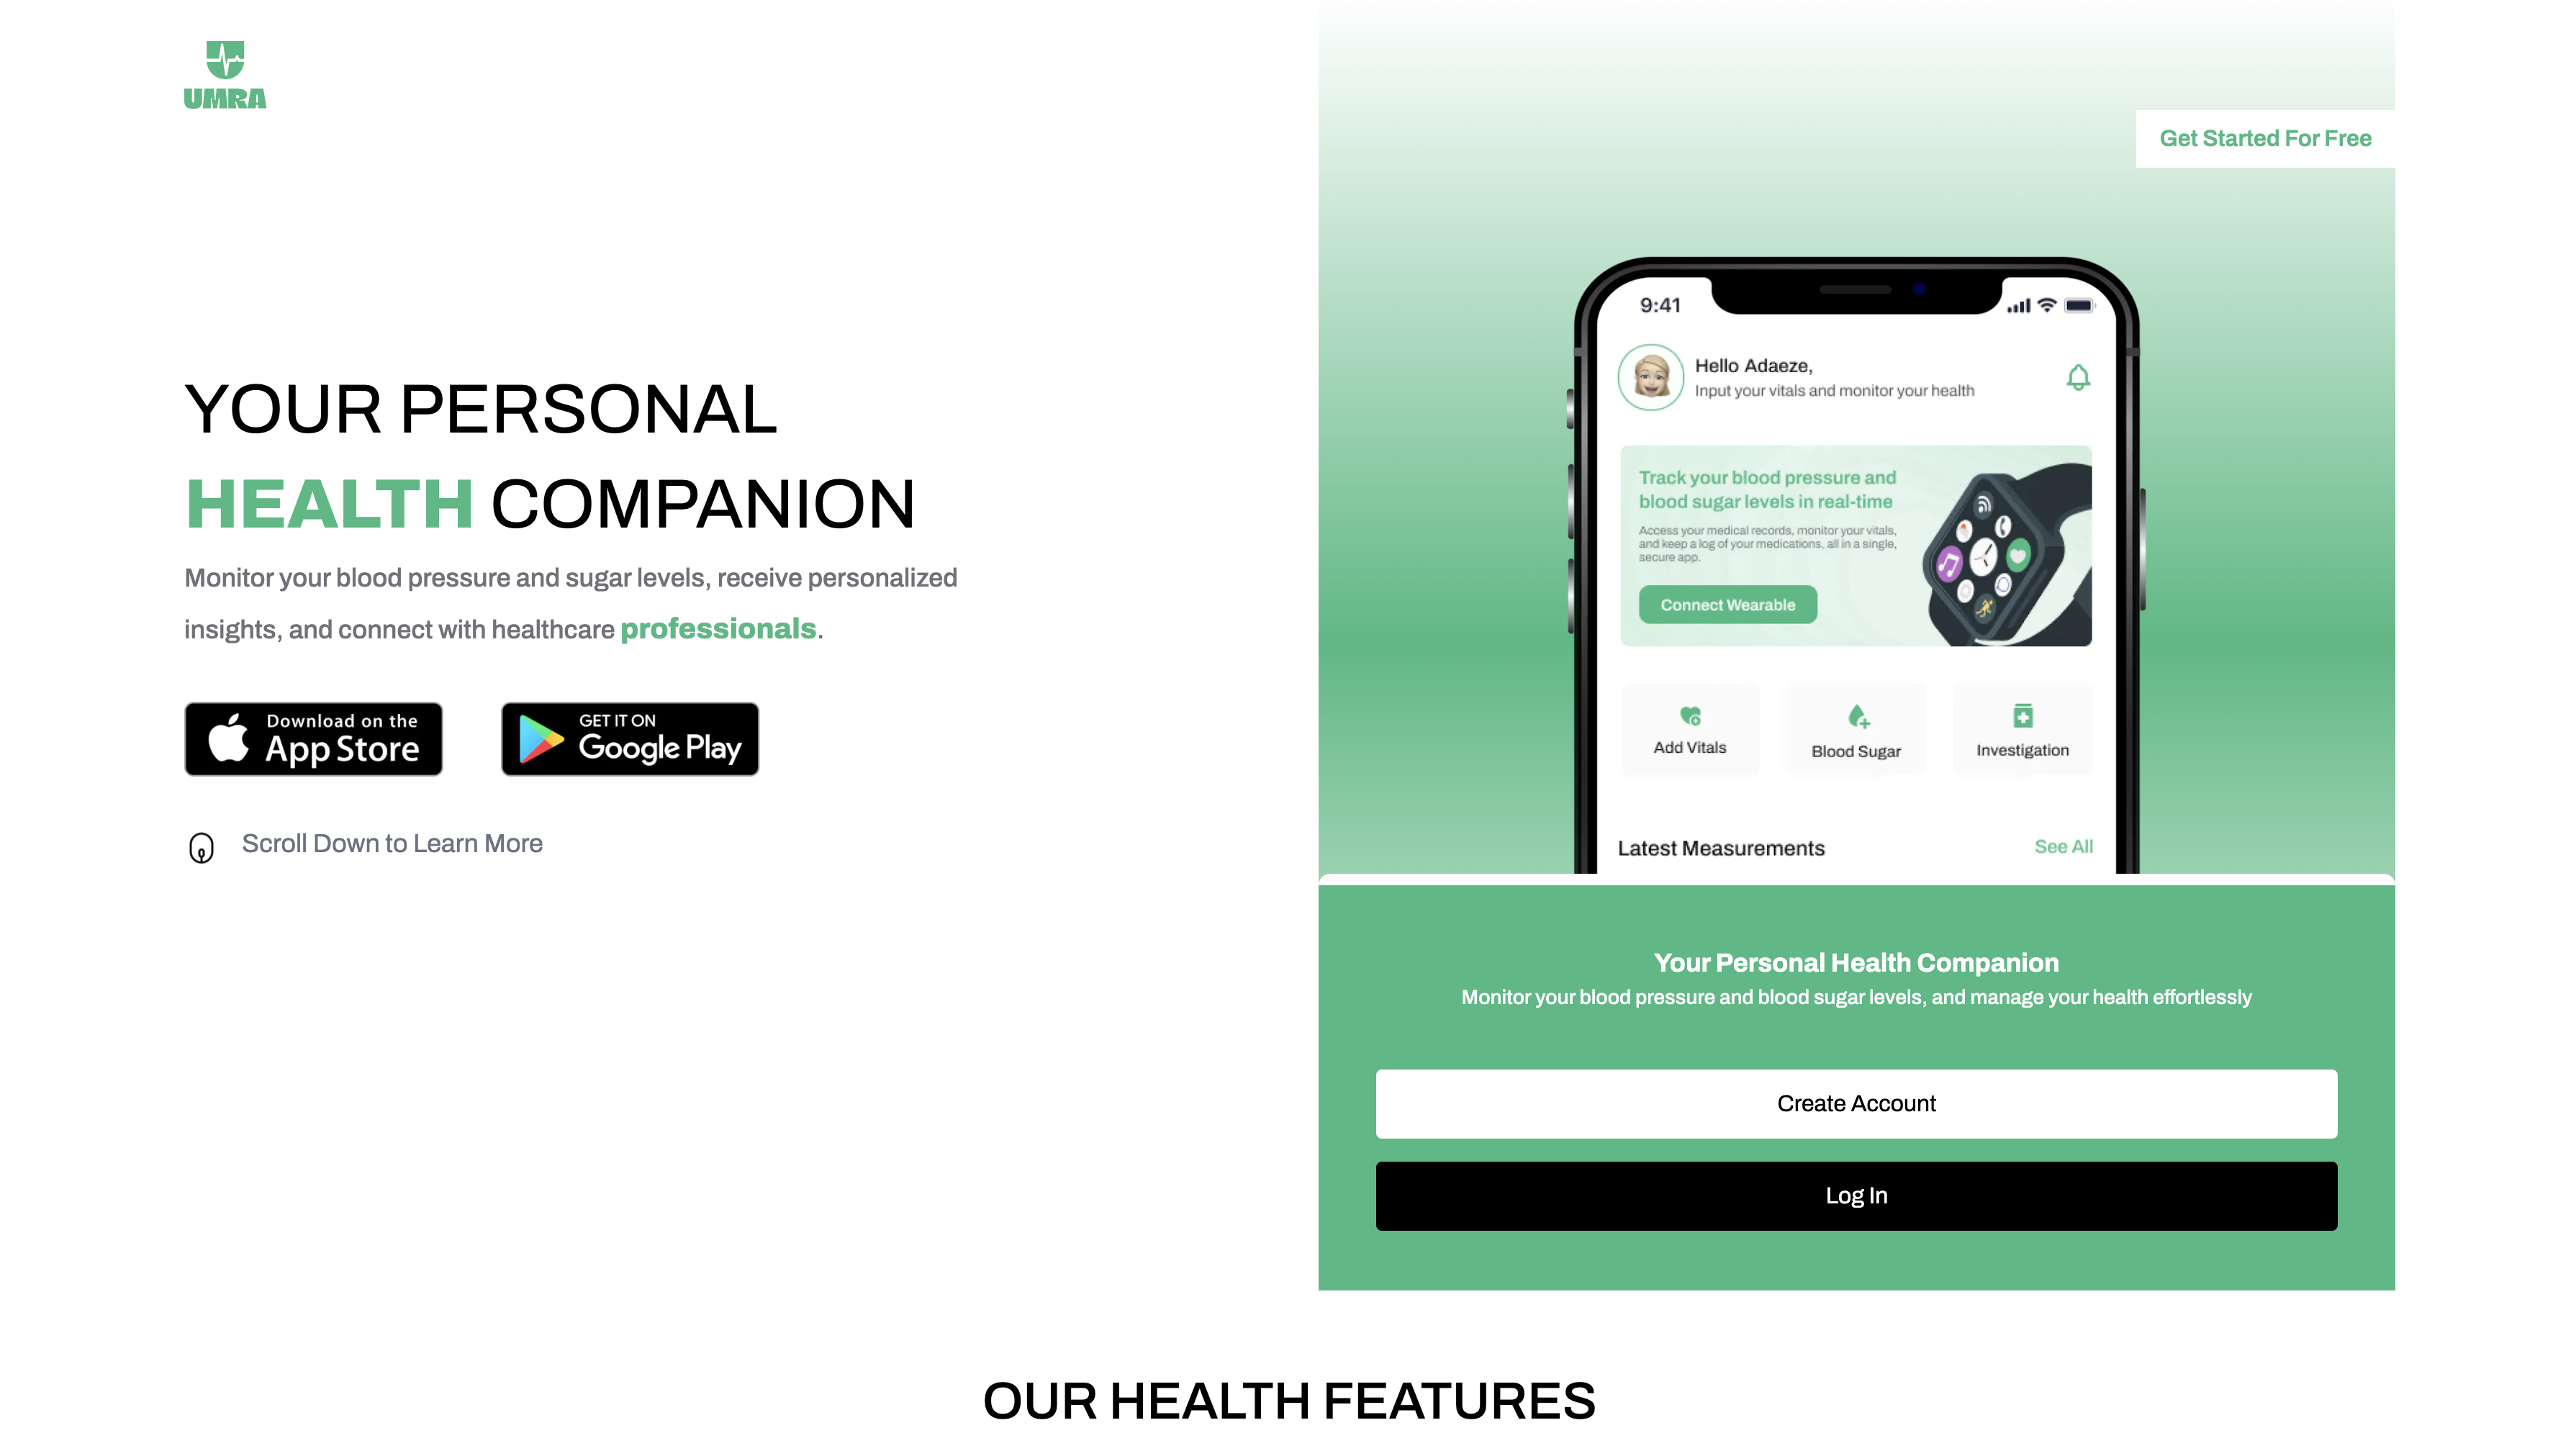 UMRA
Get Started For Free
YOUR PERSONAL
HEALTH COMPANION
Monitor your blood pressure and sugar levels, receive personalized
insights, and connect with healthcare professionals.
Download on the
App Store
GET IT ON
Google Play
Scroll Down to Learn More
9:41
Hello Adaeze,
Input your vitals and monitor your health
Track your blood pressure and
blood sugar levels in real-time
Access your medical records, monitor your vitals,
and keep a log of your medications, all in a single,
secure app.
Connect Wearable
Add Vitals
Blood Sugar
Investigation
Latest Measurements
See All
Your Personal Health Companion
Monitor your blood pressure and blood sugar levels, and manage your health effortlessly
Create Account
Log In
OUR HEALTH FEATURES